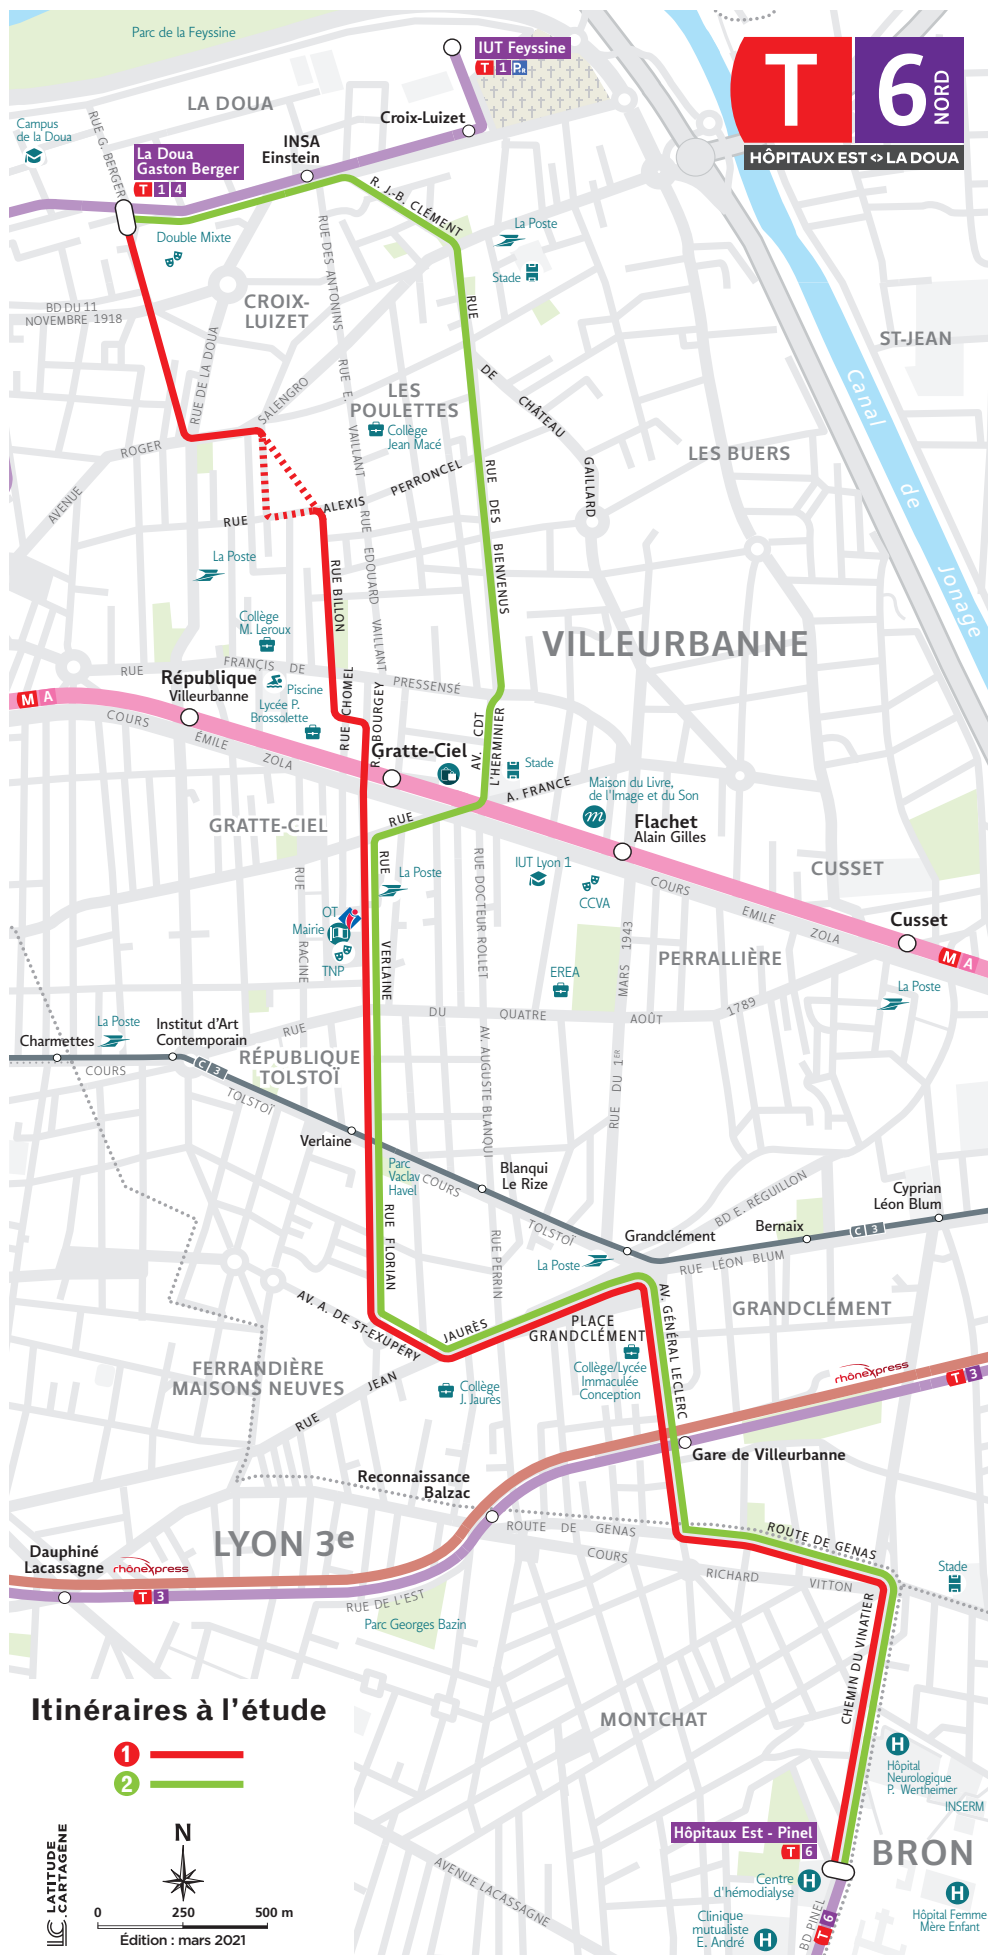 Parc de la Feyssine
IUT Feyssine
T 1 P+R
T 6 NORD
HÔPITAUX EST <> LA DOUA
LA DOUA
Croix-Luizet
Campus
de la Doua
RUE G. BERGER
INSA
Einstein
La Doua
Gaston Berger
T 1 4
R. J.-B. CLÉMENT
La Poste
Double Mixte
RUE DES ANTONINS
Stade
BD DU 11
NOVEMBRE 1918
CROIX-
LUIZET
RUE
ST-JEAN
RUE DE LA DOUA
SALENGRO
RUE E. VAILLANT
LES
POULETTES
DE
CHÂTEAU
GAILLARD
Canal
de
Jonage
Collège
Jean Macé
ROGER
AVENUE
LES BUERS
PERRONCEL
ALEXIS
RUE
RUE DES BIENVENUS
La Poste
RUE BILLON
RUE EDOUARD VAILLANT
Collège
M. Leroux
VILLEURBANNE
RUE
FRANÇIS DE
PRESSENSÉ
République
Villeurbanne
Piscine
Lycée P.
Brossolette
M A
RUE CHOMEL
R. BOURGEY
AV. CDT
L'HERMINIER
COURS
ÉMILE
ZOLA
Gratte-Ciel
Stade
A. FRANCE
Maison du Livre,
de l'Image et du Son
m
Flachet
Alain Gilles
GRATTE-CIEL
RUE
RUE
VERLAINE
La Poste
RUE DOCTEUR ROLLET
IUT Lyon 1
CCVA
COURS
EMILE
ZOLA
CUSSET
Cusset
M A
RUE
RACINE
OT
Mairie
TNP
PERRALLIÈRE
EREA
RUE DU 1ER MARS 1943
La Poste
RUE
DU
QUATRE
AOÛT
1789
Charmettes
La Poste
Institut d'Art
Contemporain
COURS
C 3
TOLSTOÏ
RÉPUBLIQUE
TOLSTOÏ
AV. AUGUSTE BLANQUI
Verlaine
Parc
Vaclav
Havel
COURS
Blanqui
Le Rize
TOLSTOÏ
BD E. RÉGUILLON
Cyprian
Léon Blum
Grandclément
Bernaix
C 3
RUE FLORIAN
RUE PERRIN
La Poste
RUE LÉON BLUM
AV. A. DE ST-EXUPÉRY
JAURÈS
PLACE
GRANDCLÉMENT
AV. GÉNÉRAL LECLERC
GRANDCLÉMENT
FERRANDIÈRE
MAISONS NEUVES
JEAN
RUE
Collège
J. Jaurès
Collège/Lycée
Immaculée
Conception
rhônexpress
T 3
Gare de Villeurbanne
Reconnaissance
Balzac
LYON 3e
ROUTE DE GENAS
COURS
RICHARD
VITTON
ROUTE DE GENAS
Stade
Dauphiné
Lacassagne
rhônexpress
T 3
RUE DE L'EST
Parc Georges Bazin
CHEMIN DU VINATIER
MONTCHAT
Itinéraires à l'étude
1
2
H
Hôpital
Neurologique
P. Wertheimer
INSERM
LATITUDE
CARTAGÈNE
N
0 250 500 m
Édition : mars 2021
Hôpitaux Est - Pinel
T 6
BRON
AVENUE LACASSAGNE
Centre
d'hémodialyse
H
H
Hôpital Femme
Mère Enfant
Clinique
mutualiste
E. André
H
BD PINEL
T 6